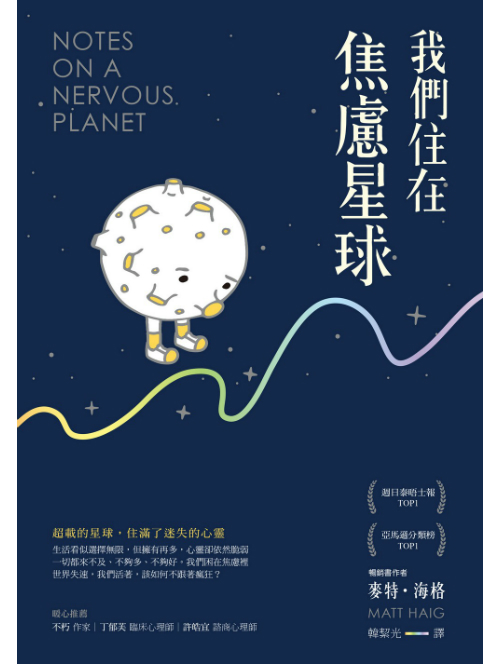 NOTES
ON A
NERVOUS
PLANET
我們住在
焦慮星球
超載的星球，住滿了迷失的心靈
生活看似選擇無限，但擁有再多，心靈卻依然脆弱
一切都來不及、不夠多、不夠好。我們困在焦慮裡
世界失速，我們活著，該如何不跟著瘋狂？
暖心推薦
不朽 作家｜丁郁芙 臨床心理師｜許皓宜 諮商心理師
週日泰晤士報
TOP1
亞馬遜分類榜
TOP1
暢銷書作者
麥特・海格
MATT HAIG
韓絜光 譯